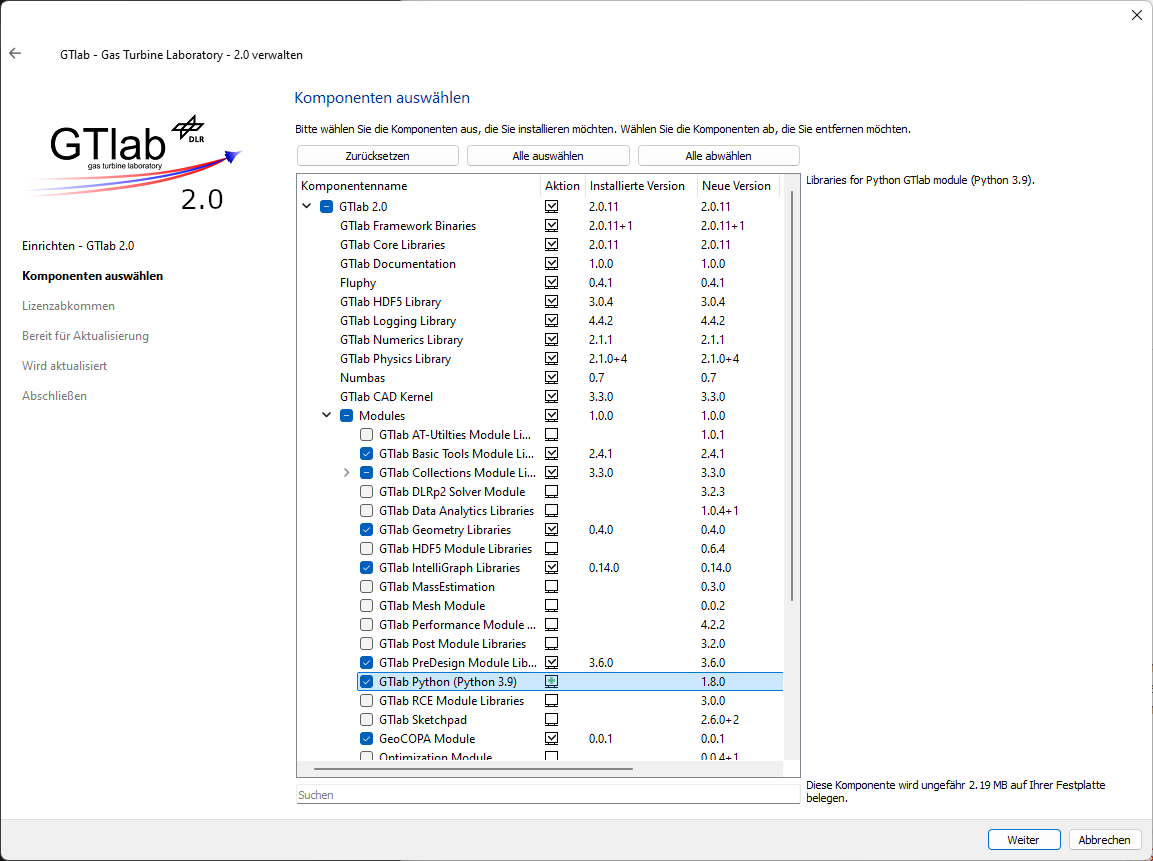 GTlab - Gas Turbine Laboratory - 2.0 verwalten
GTlab
DLR
gas turbine laboratory
2.0
Einrichten - GTlab 2.0
Komponenten auswählen
Lizenzabkommen
Bereit für Aktualisierung
Wird aktualisiert
Abschließen
Komponenten auswählen
Bitte wählen Sie die Komponenten aus, die Sie installieren möchten. Wählen Sie die Komponenten ab, die Sie entfernen möchten.
Zurücksetzen Alle auswählen Alle abwählen
Komponentenname Aktion Installierte Version Neue Version
GTlab 2.0 2.0.11 2.0.11
GTlab Framework Binaries 2.0.11+1 2.0.11+1
GTlab Core Libraries 2.0.11 2.0.11
GTlab Documentation 1.0.0 1.0.0
Fluphy 0.4.1 0.4.1
GTlab HDF5 Library 3.0.4 3.0.4
GTlab Logging Library 4.4.2 4.4.2
GTlab Numerics Library 2.1.1 2.1.1
GTlab Physics Library 2.1.0+4 2.1.0+4
Numbas 0.7 0.7
GTlab CAD Kernel 3.3.0 3.3.0
Modules 1.0.0 1.0.0
GTlab AT-Utilties Module Li... 1.0.1
GTlab Basic Tools Module Li... 2.4.1 2.4.1
GTlab Collections Module Li... 3.3.0 3.3.0
GTlab DLRp2 Solver Module 3.2.3
GTlab Data Analytics Libraries 1.0.4+1
GTlab Geometry Libraries 0.4.0 0.4.0
GTlab HDF5 Module Libraries 0.6.4
GTlab IntelliGraph Libraries 0.14.0 0.14.0
GTlab MassEstimation 0.3.0
GTlab Mesh Module 0.0.2
GTlab Performance Module ... 4.2.2
GTlab Post Module Libraries 3.2.0
GTlab PreDesign Module Lib... 3.6.0 3.6.0
GTlab Python (Python 3.9) 1.8.0
GTlab RCE Module Libraries 3.0.0
GTlab Sketchpad 2.6.0+2
GeoCOPA Module 0.0.1 0.0.1
Optimization Module 0.0.4+1
Suchen
Libraries for Python GTlab module (Python 3.9).
Diese Komponente wird ungefähr 2.19 MB auf Ihrer Festplatte
belegen.
Weiter Abbrechen